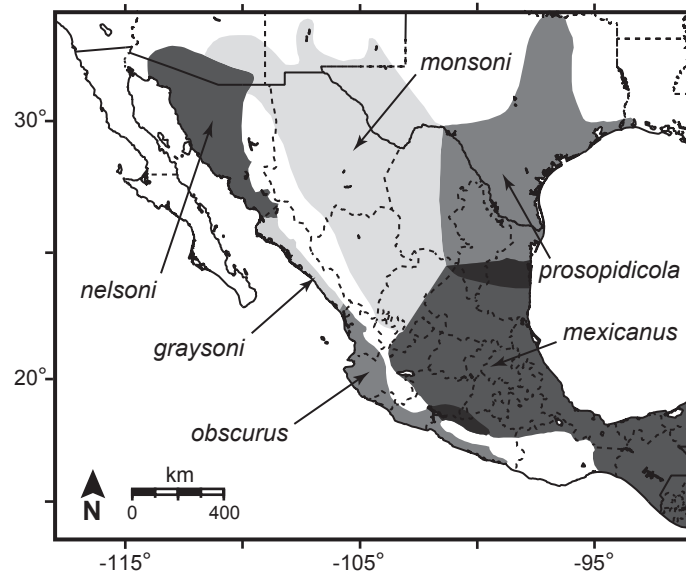 monsoni
30°
nelsoni
prosopidicola
mexicanus
graysoni
20°
obscurus
km
N
0 400
-115° -105° -95°